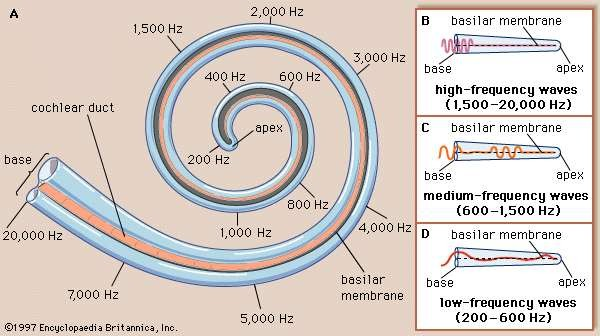 A
2,000 Hz
1,500 Hz
3,000 Hz
400 Hz
600 Hz
cochlear duct
apex
base
200 Hz
800 Hz
1,000 Hz
4,000 Hz
20,000 Hz
basilar
membrane
7,000 Hz
5,000 Hz
©1997 Encyclopaedia Britannica, Inc.
B
basilar membrane
base
apex
high-frequency waves
(1,500–20,000 Hz)
C
basilar membrane
base
apex
medium-frequency waves
(600–1,500 Hz)
D
basilar membrane
base
apex
low-frequency waves
(200–600 Hz)